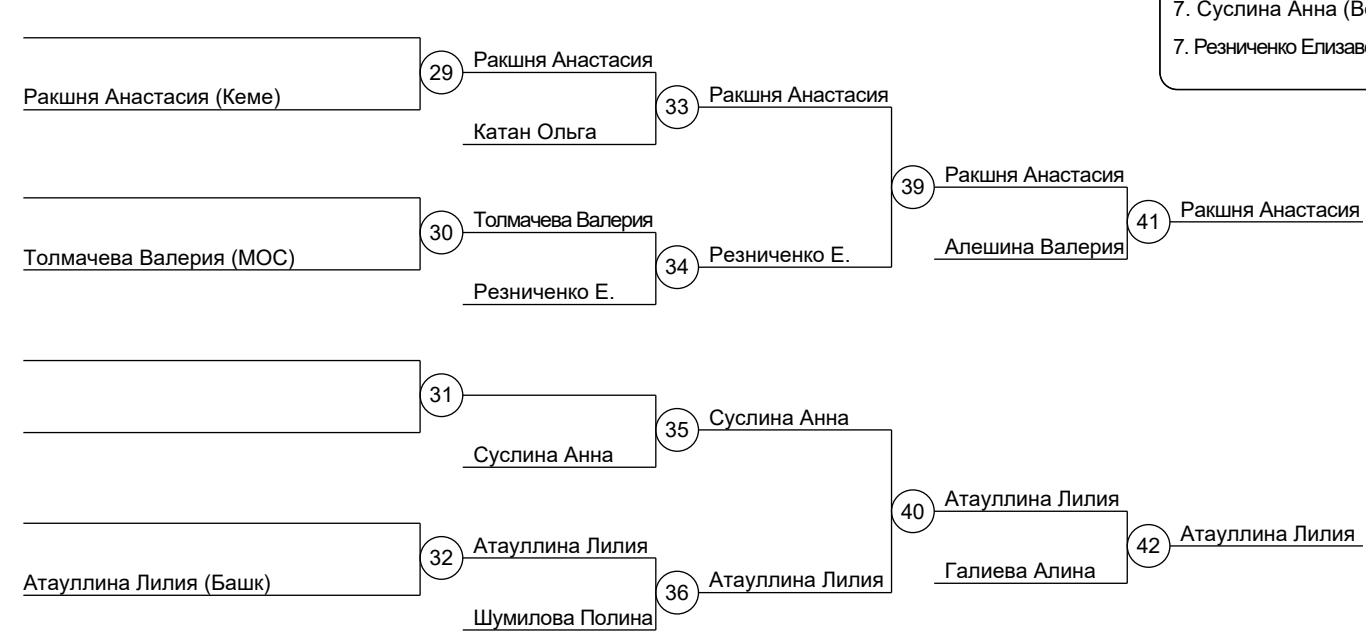 7. Суслина Анна
7. Резниченко
Ракшня Анастасия
29
Ракшня Анастасия (Кеме)
Ракшня Анастасия
33
Катан Ольга
Ракшня Анастасия
39
Ракшня Анастасия
Толмачева Валерия
30
41
Ракшня Анастасия
Толмачева Валерия (МОС)
Алешина Валерия
34
Резниченко Е.
Резниченко Е.
31
Суслина Анна
35
Суслина Анна
Атауллина Лилия
40
Атауллина Лилия
32
42
Атауллина Лилия
Атауллина Лилия (Башк)
Атауллина Лилия
36
Галиева Алина
Шумилова Полина